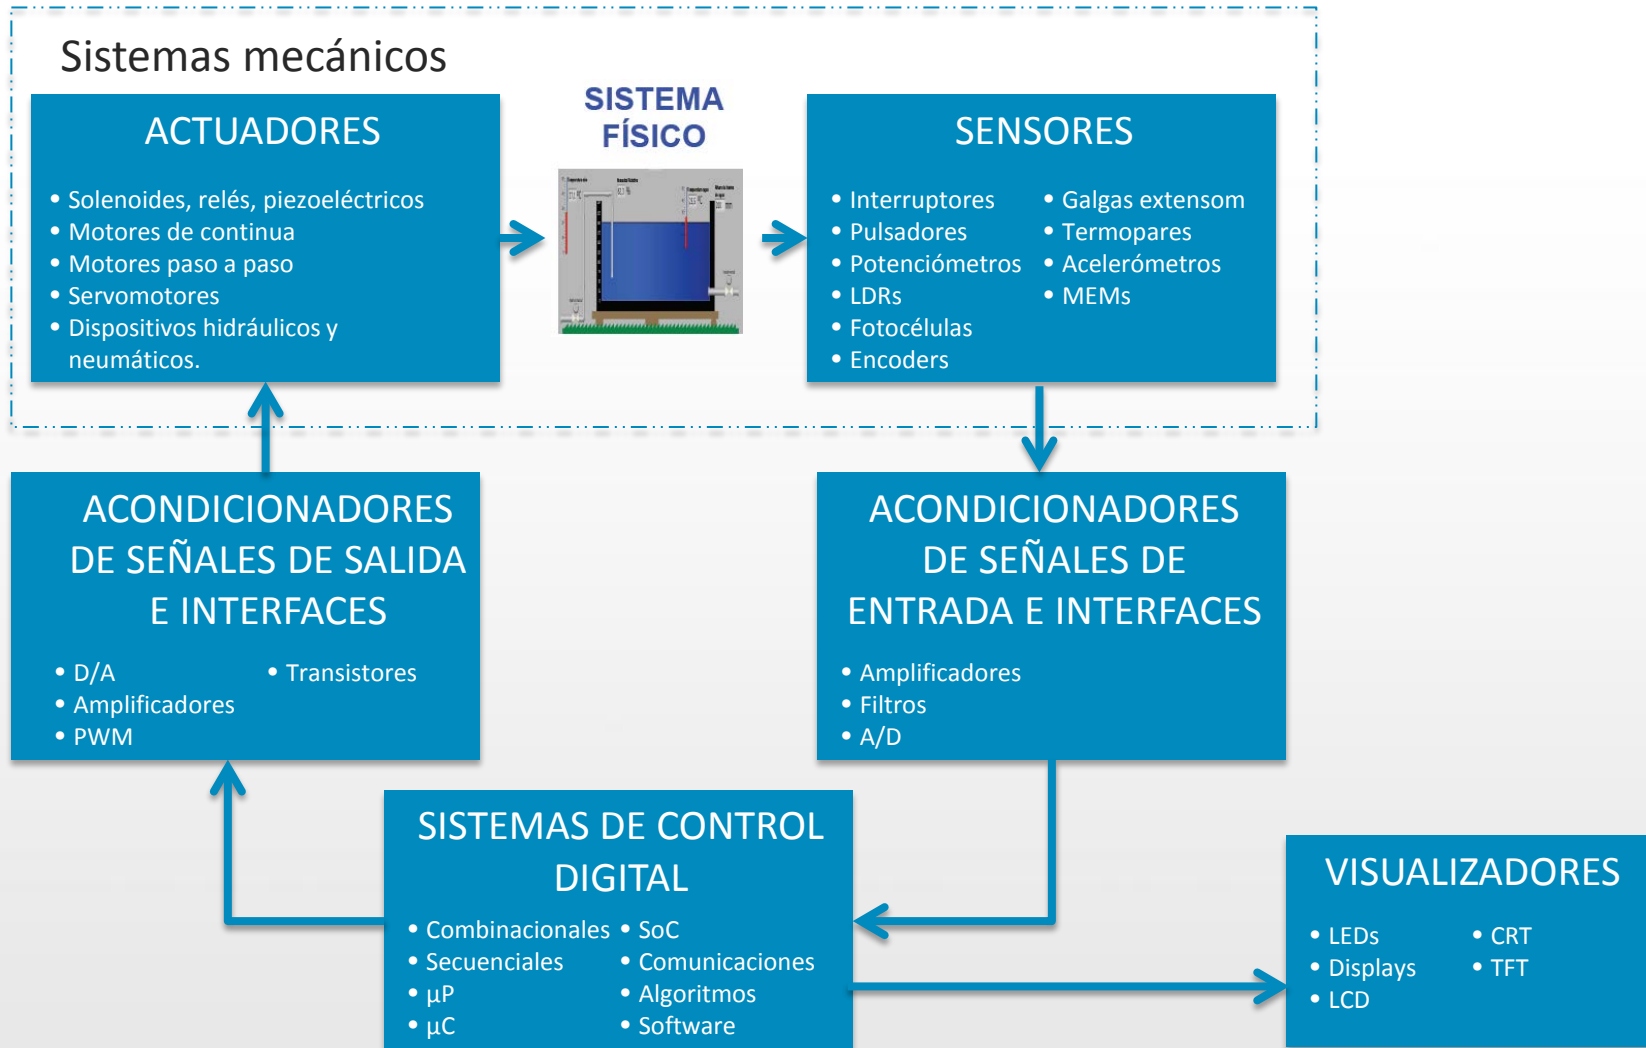 Sistemas mecánicos
ACTUADORES
• Solenoides, relés, piezoeléctricos
• Motores de continua
• Motores paso a paso
• Servomotores
• Dispositivos hidráulicos y
neumáticos.
SISTEMA
FÍSICO
SENSORES
• Interruptores
• Pulsadores
• Potenciómetros
• LDRs
• Fotocélulas
• Encoders
• Galgas extensom
• Termopares
• Acelerómetros
• MEMs
ACONDICIONADORES
DE SEÑALES DE SALIDA
E INTERFACES
• D/A
• Amplificadores
• PWM
• Transistores
ACONDICIONADORES
DE SEÑALES DE
ENTRADA E INTERFACES
• Amplificadores
• Filtros
• A/D
SISTEMAS DE CONTROL
DIGITAL
• Combinacionales
• Secuenciales
• µP
• µC
• SoC
• Comunicaciones
• Algoritmos
• Software
VISUALIZADORES
• LEDs
• Displays
• LCD
• CRT
• TFT